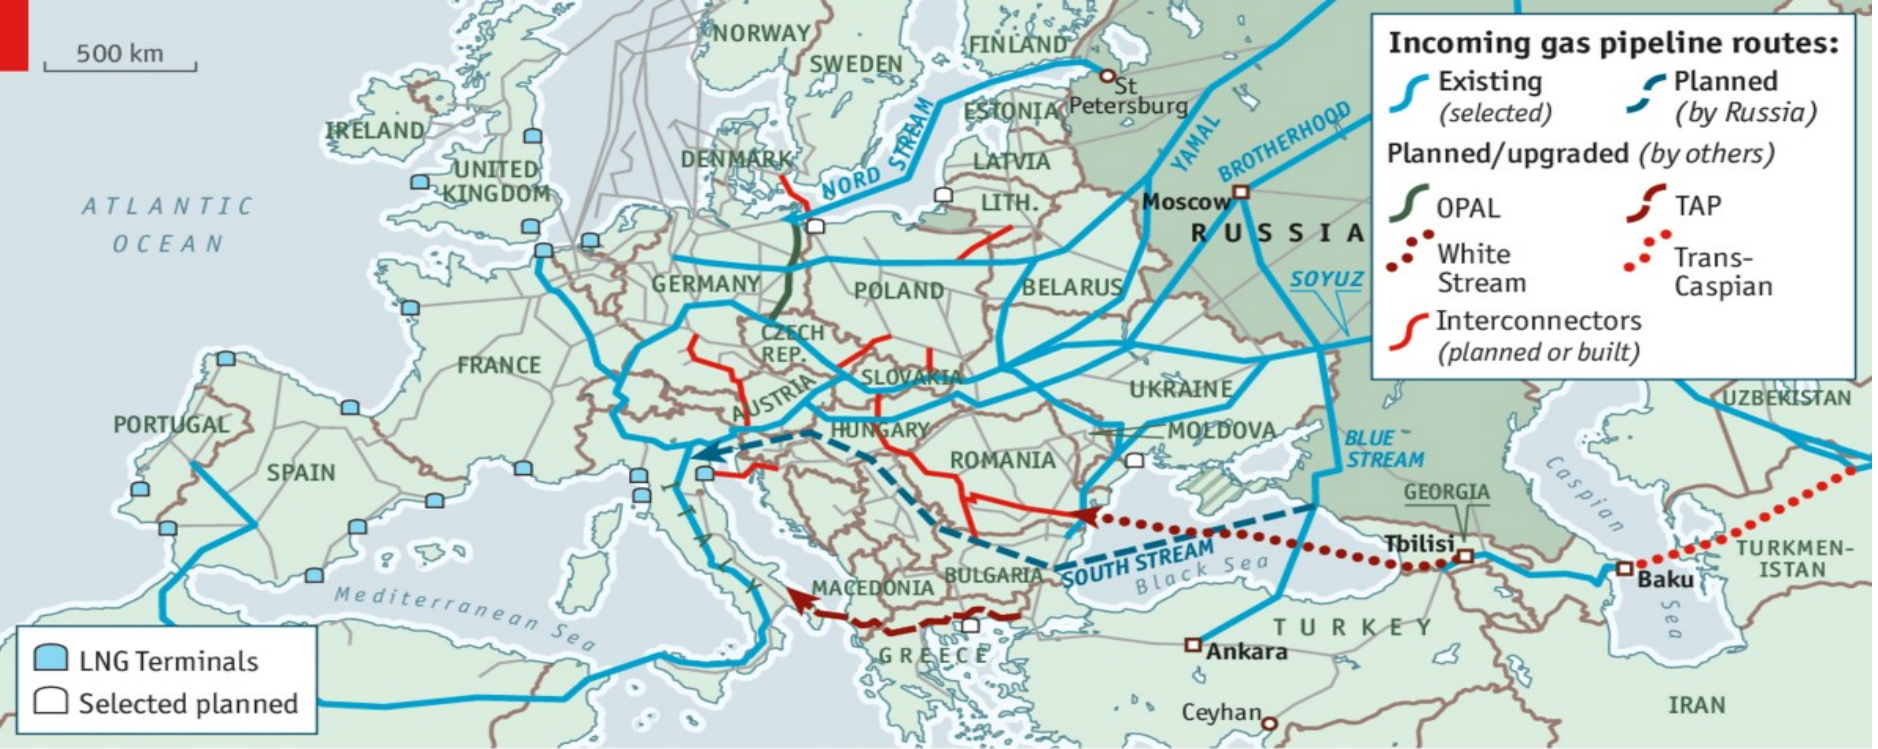 500 km
NORWAY
SWEDEN
FINLAND
St
Petersburg
ESTONIA
IRELAND
UNITED
KINGDOM
DENMARK
NORD
STREAM
LATVIA
LITH.
YAMAL
BROTHERHOOD
Moscow
RUSSIA
ATLANTIC
OCEAN
GERMANY
POLAND
BELARUS
SOYUZ
CZECH
REP.
FRANCE
SLOVAKIA
AUSTRIA
UKRAINE
PORTUGAL
SPAIN
HUNGARY
MOLDOVA
ROMANIA
BLUE
STREAM
UZBEKISTAN
ITALY
GEORGIA
Caspian
Sea
Tbilisi
Baku
TURKMEN-
ISTAN
SOUTH STREAM
Black Sea
MACEDONIA
BULGARIA
Mediterranean Sea
GREECE
TURKEY
Ankara
Ceyhan
IRAN
Incoming gas pipeline routes:
Existing
(selected)
Planned
(by Russia)
Planned/upgraded (by others)
OPAL
TAP
White
Stream
Trans-
Caspian
Interconnectors
(planned or built)
LNG Terminals
Selected planned